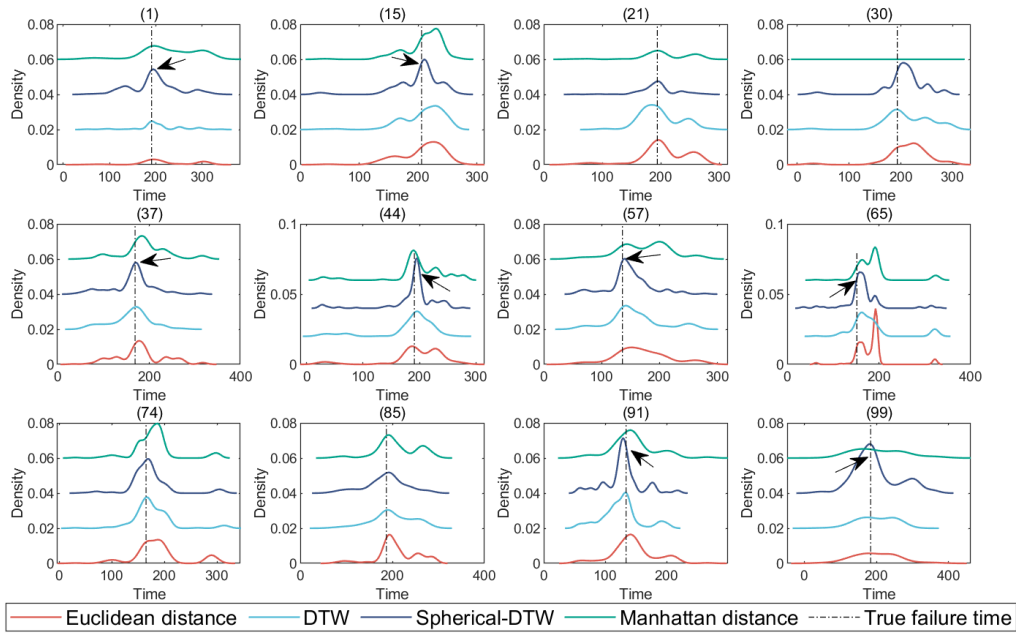 (1) (15) (21) (30)
0.08 0.08 0.08 0.08
0.06 0.06 0.06 0.06
0.04 0.04 0.04 0.04
0.02 0.02 0.02 0.02
0 0 0 0
Density Density Density Density
0 100 200 300 0 100 200 300 0 100 200 300 0 100 200 300
Time Time Time Time
(37) (44) (57) (65)
0.08 0.1 0.08 0.1
0.06 0.06
0.04 0.05 0.04 0.05
0.02 0.02
0 0 0 0
Density Density Density Density
0 200 400 0 100 200 300 0 100 200 300 0 100 200 300 400
Time Time Time Time
(74) (85) (91) (99)
0.08 0.08 0.08 0.08
0.06 0.06 0.06 0.06
0.04 0.04 0.04 0.04
0.02 0.02 0.02 0.02
0 0 0 0
Density Density Density Density
0 100 200 300 0 200 400 0 100 200 0 200 400
Time Time Time Time
Euclidean distance DTW Spherical-DTW Manhattan distance True failure time